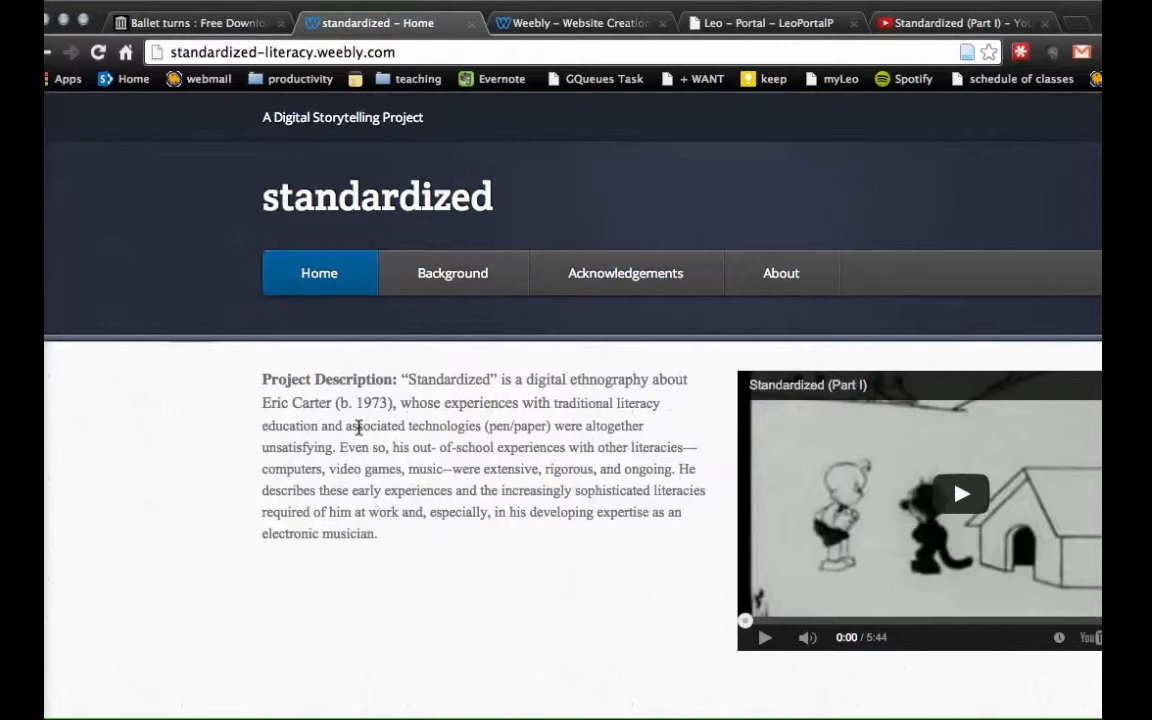 Ballet turns : Free Downlo
standardized – Home
Weebly – Website Creation
Leo – Portal – LeoPortalP
Standardized (Part I) – Yo
standardized-literacy.weebly.com
Apps
Home
webmail
productivity
teaching
Evernote
GQueues Task
+ WANT
keep
myLeo
Spotify
schedule of classes
A Digital Storytelling Project
standardized
Home
Background
Acknowledgements
About
Project Description: “Standardized” is a digital ethnography about
Eric Carter (b. 1973), whose experiences with traditional literacy
education and associated technologies (pen/paper) were altogether
unsatisfying. Even so, his out- of-school experiences with other literacies—
computers, video games, music—were extensive, rigorous, and ongoing. He
describes these early experiences and the increasingly sophisticated literacies
required of him at work and, especially, in his developing expertise as an
electronic musician.
Standardized (Part I)
0:00 / 5:44
You